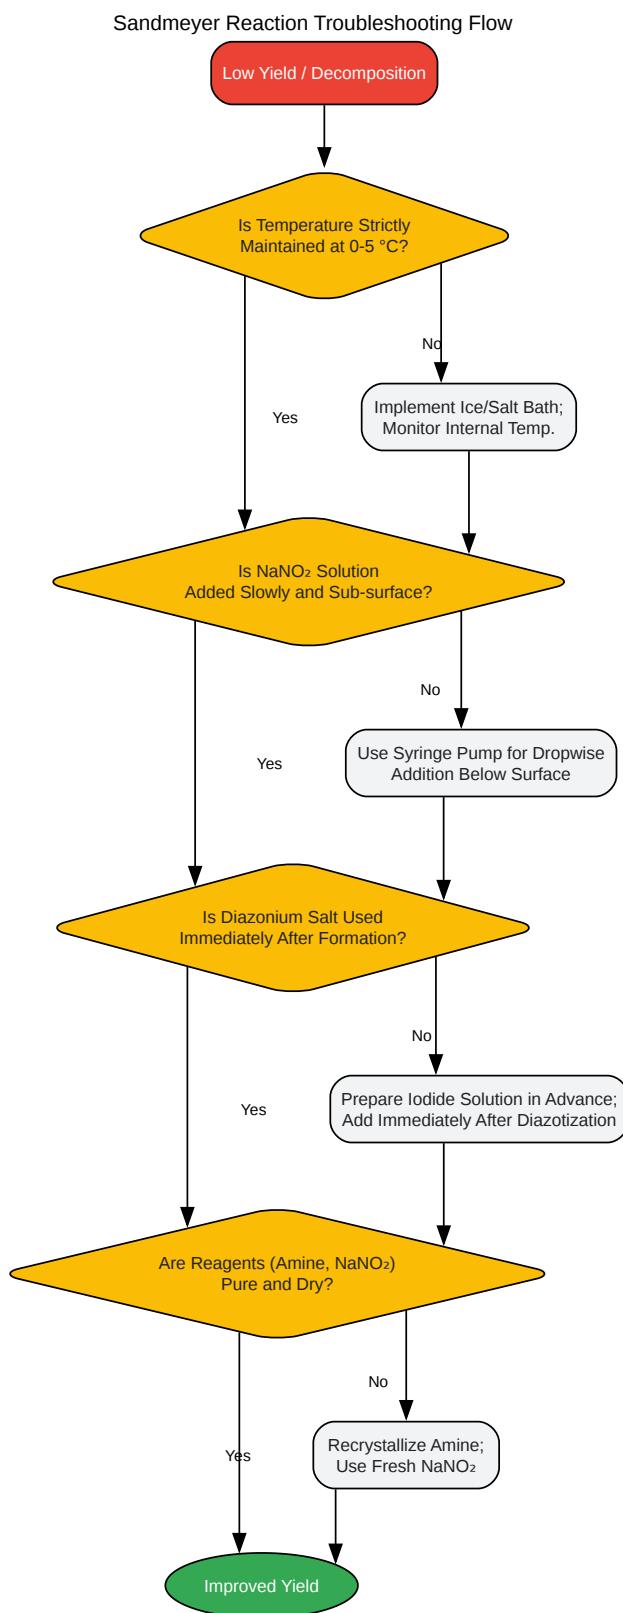 Sandmeyer Reaction Troubleshooting Flow
Low Yield / Decomposition
Is Temperature Strictly
Maintained at 0-5 °C?
No
Implement Ice/Salt Bath;
Monitor Internal Temp.
Yes
Is NaNO₂ Solution
Added Slowly and Sub-surface?
No
Use Syringe Pump for Dropwise
Addition Below Surface
Yes
Is Diazonium Salt Used
Immediately After Formation?
No
Prepare Iodide Solution in Advance;
Add Immediately After Diazotization
Yes
Are Reagents (Amine, NaNO₂)
Pure and Dry?
No
Recrystallize Amine;
Use Fresh NaNO₂
Yes
Improved Yield